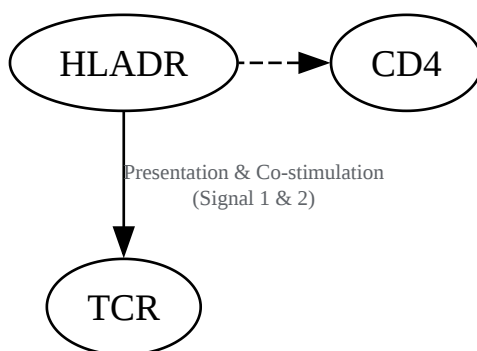 HLADR
CD4
Presentation & Co-stimulation
(Signal 1 & 2)
TCR